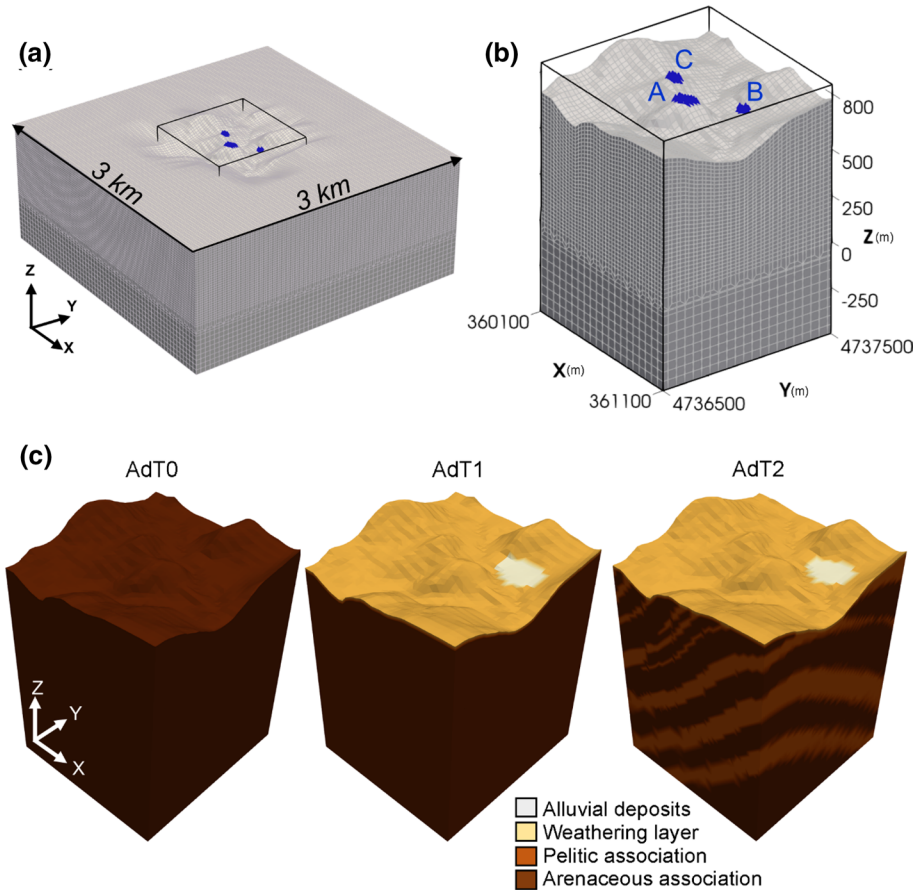 (a)
3 km
3 km
Z
Y
X
(b)
C
A
B
800
500
250
Z(m)
0
-250
360100
X(m)
361100
4736500
Y(m)
4737500
(c)
AdT0
AdT1
AdT2
Z
Y
X
Alluvial deposits
Weathering layer
Pelitic association
Arenaceous association